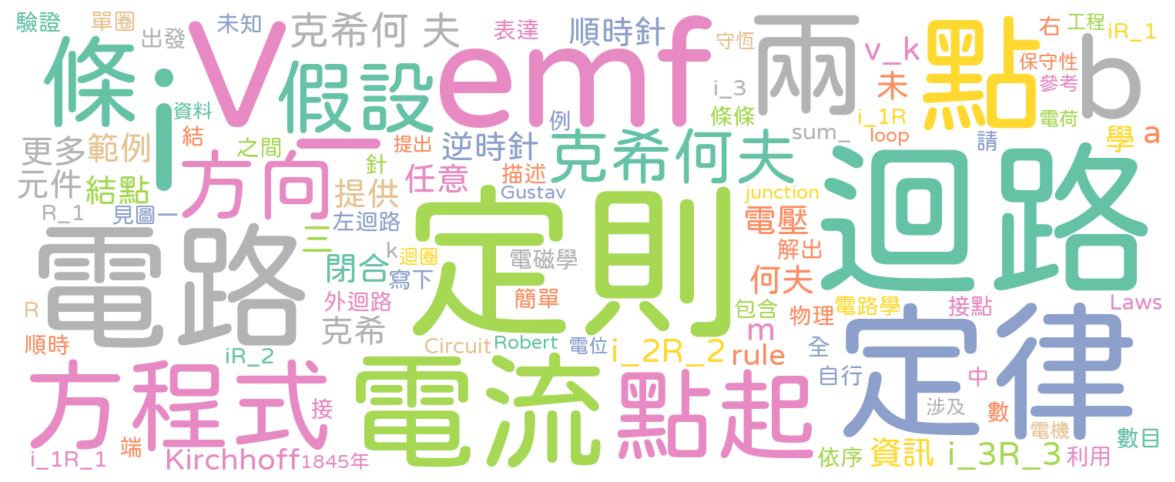 驗證 單圈 未知 克希何 夫 表達 順時針 守恆 右 工程 iR_1
條 i V 出發 假設 emf 兩 v_k 點 保守性 b
資料 i_3 未 參考
條條 i_1R 電荷
更多 範例 結 之間 提出 例 sum_ loop 請 學 a
方向 一 針 逆時針 克希何夫
元件 結點 提供 任意 描述 迴路
R_1 見圖一 左迴路 Gustav junction
電路 三 定則 電壓
k 迴圈 電磁學 解出
閉合 寫下 何夫
R 外迴路 簡單 包含 電路學 接點 Laws
順時 克希 m 物理 定律
iR_2 Circuit Robert 電位 i_2R_2 rule 全
方程式 電流 點起 自行 中
接 涉及 數
端 電機 數目
i_1R_1 Kirchhoff 1845年 依序 資訊 i_3R_3 利用